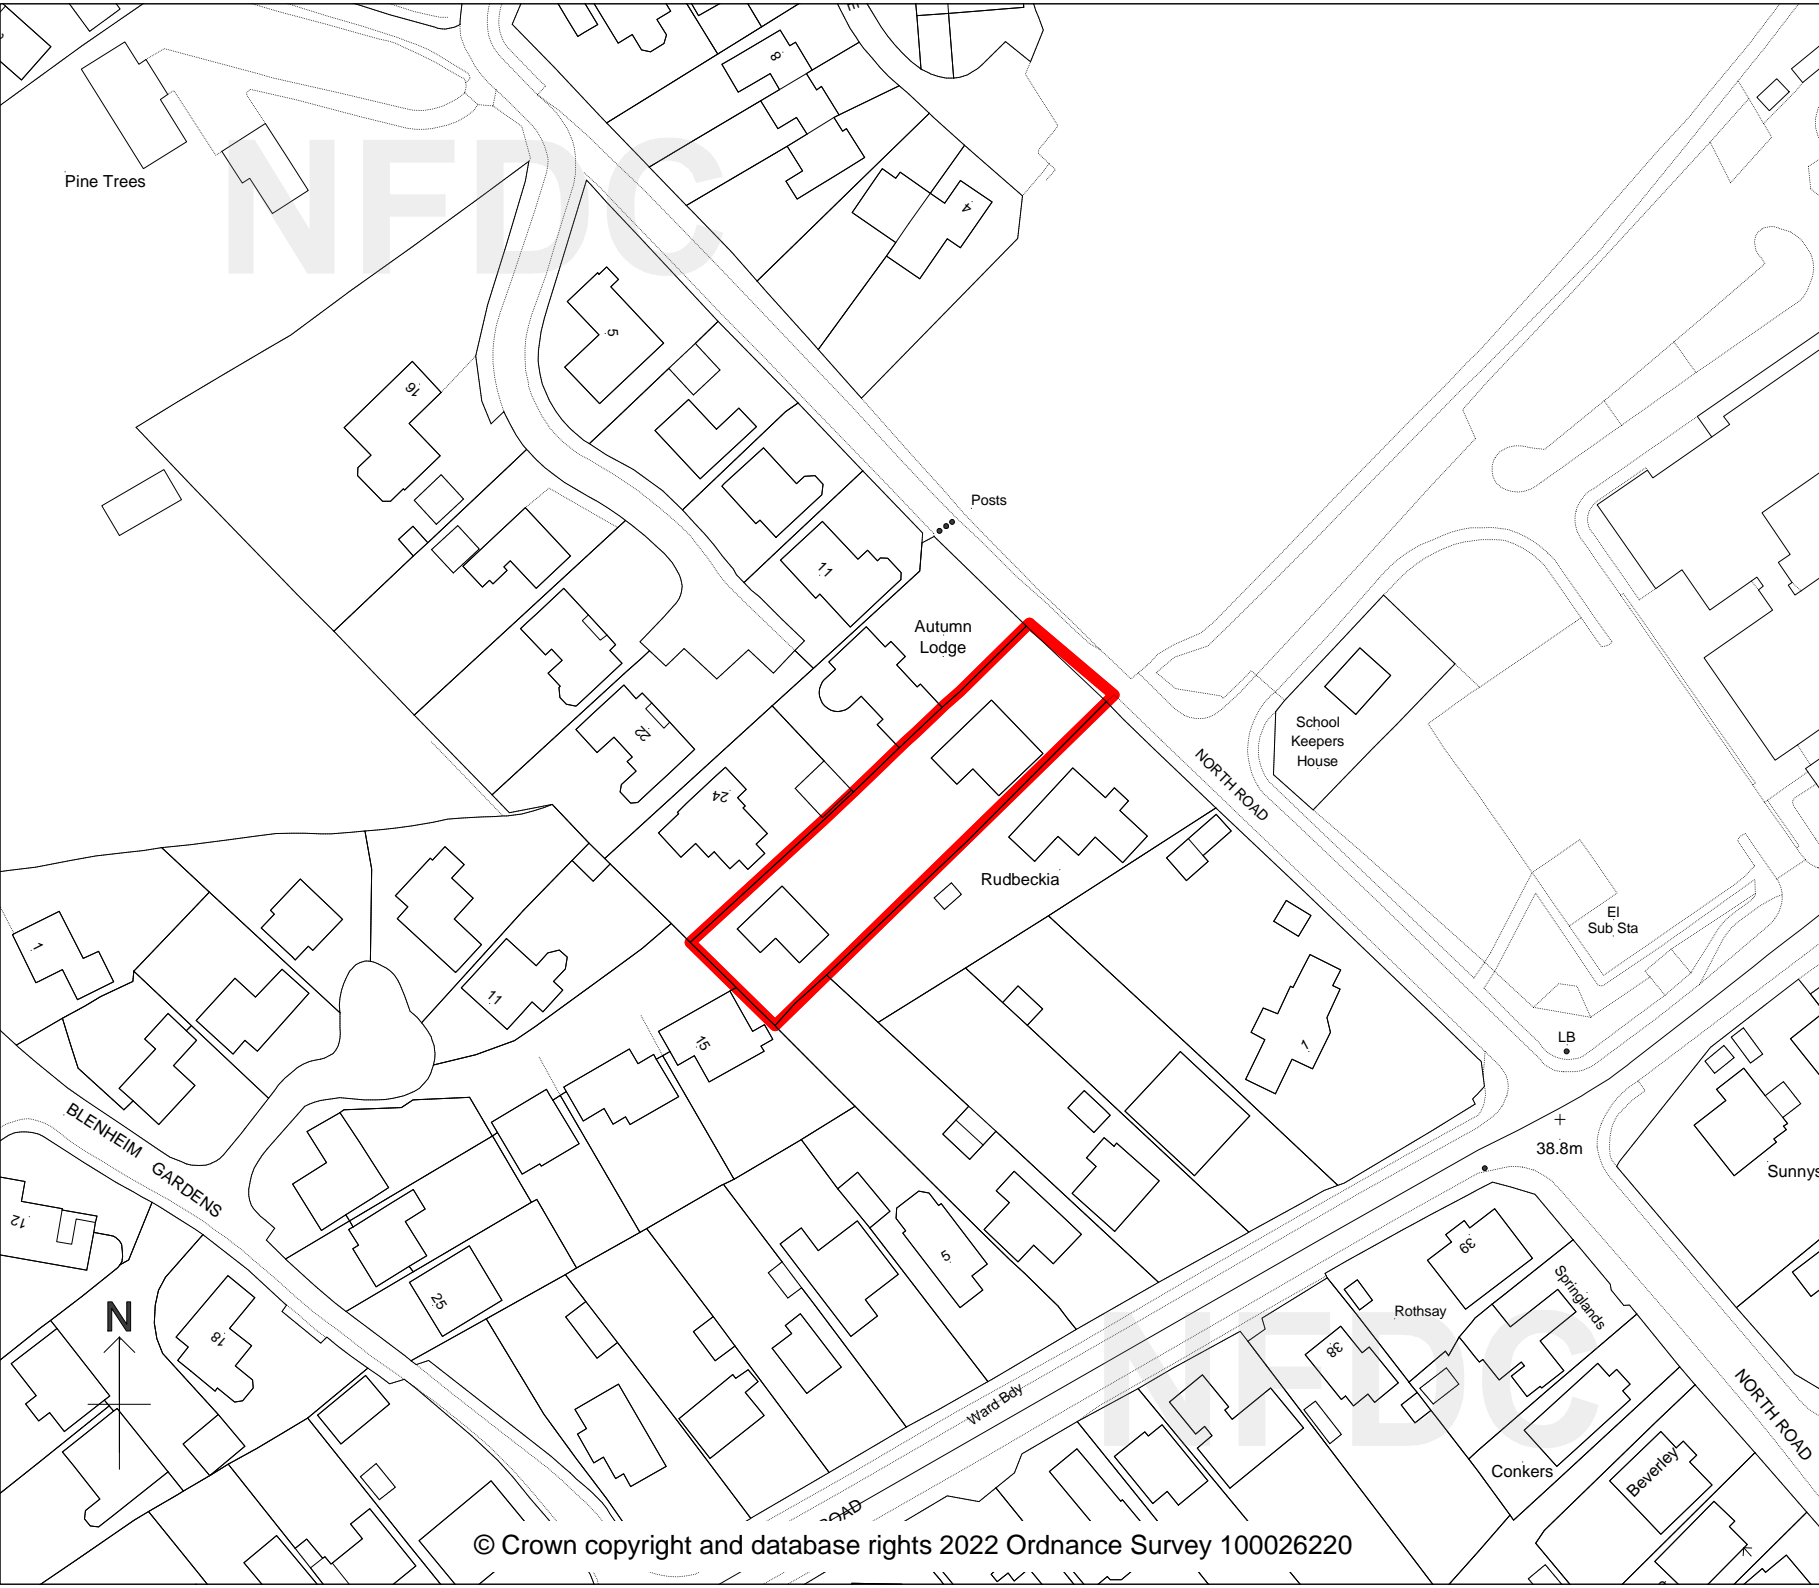 8
NFDC
Pine Trees
4
5
16
Posts
11
Autumn
Lodge
22
School
Keepers
House
NORTH ROAD
24
Rudbeckia
El
Sub Sta
1
11
15
1
LB
38.8m
BLENHEIM GARDENS
Sunnys
12
5
39
Springlands
25
N
Rothsay
18
38
NFDC
Ward Bdy
NORTH ROAD
Conkers
Beverley
OAD
© Crown copyright and database rights 2022 Ordnance Survey 100026220